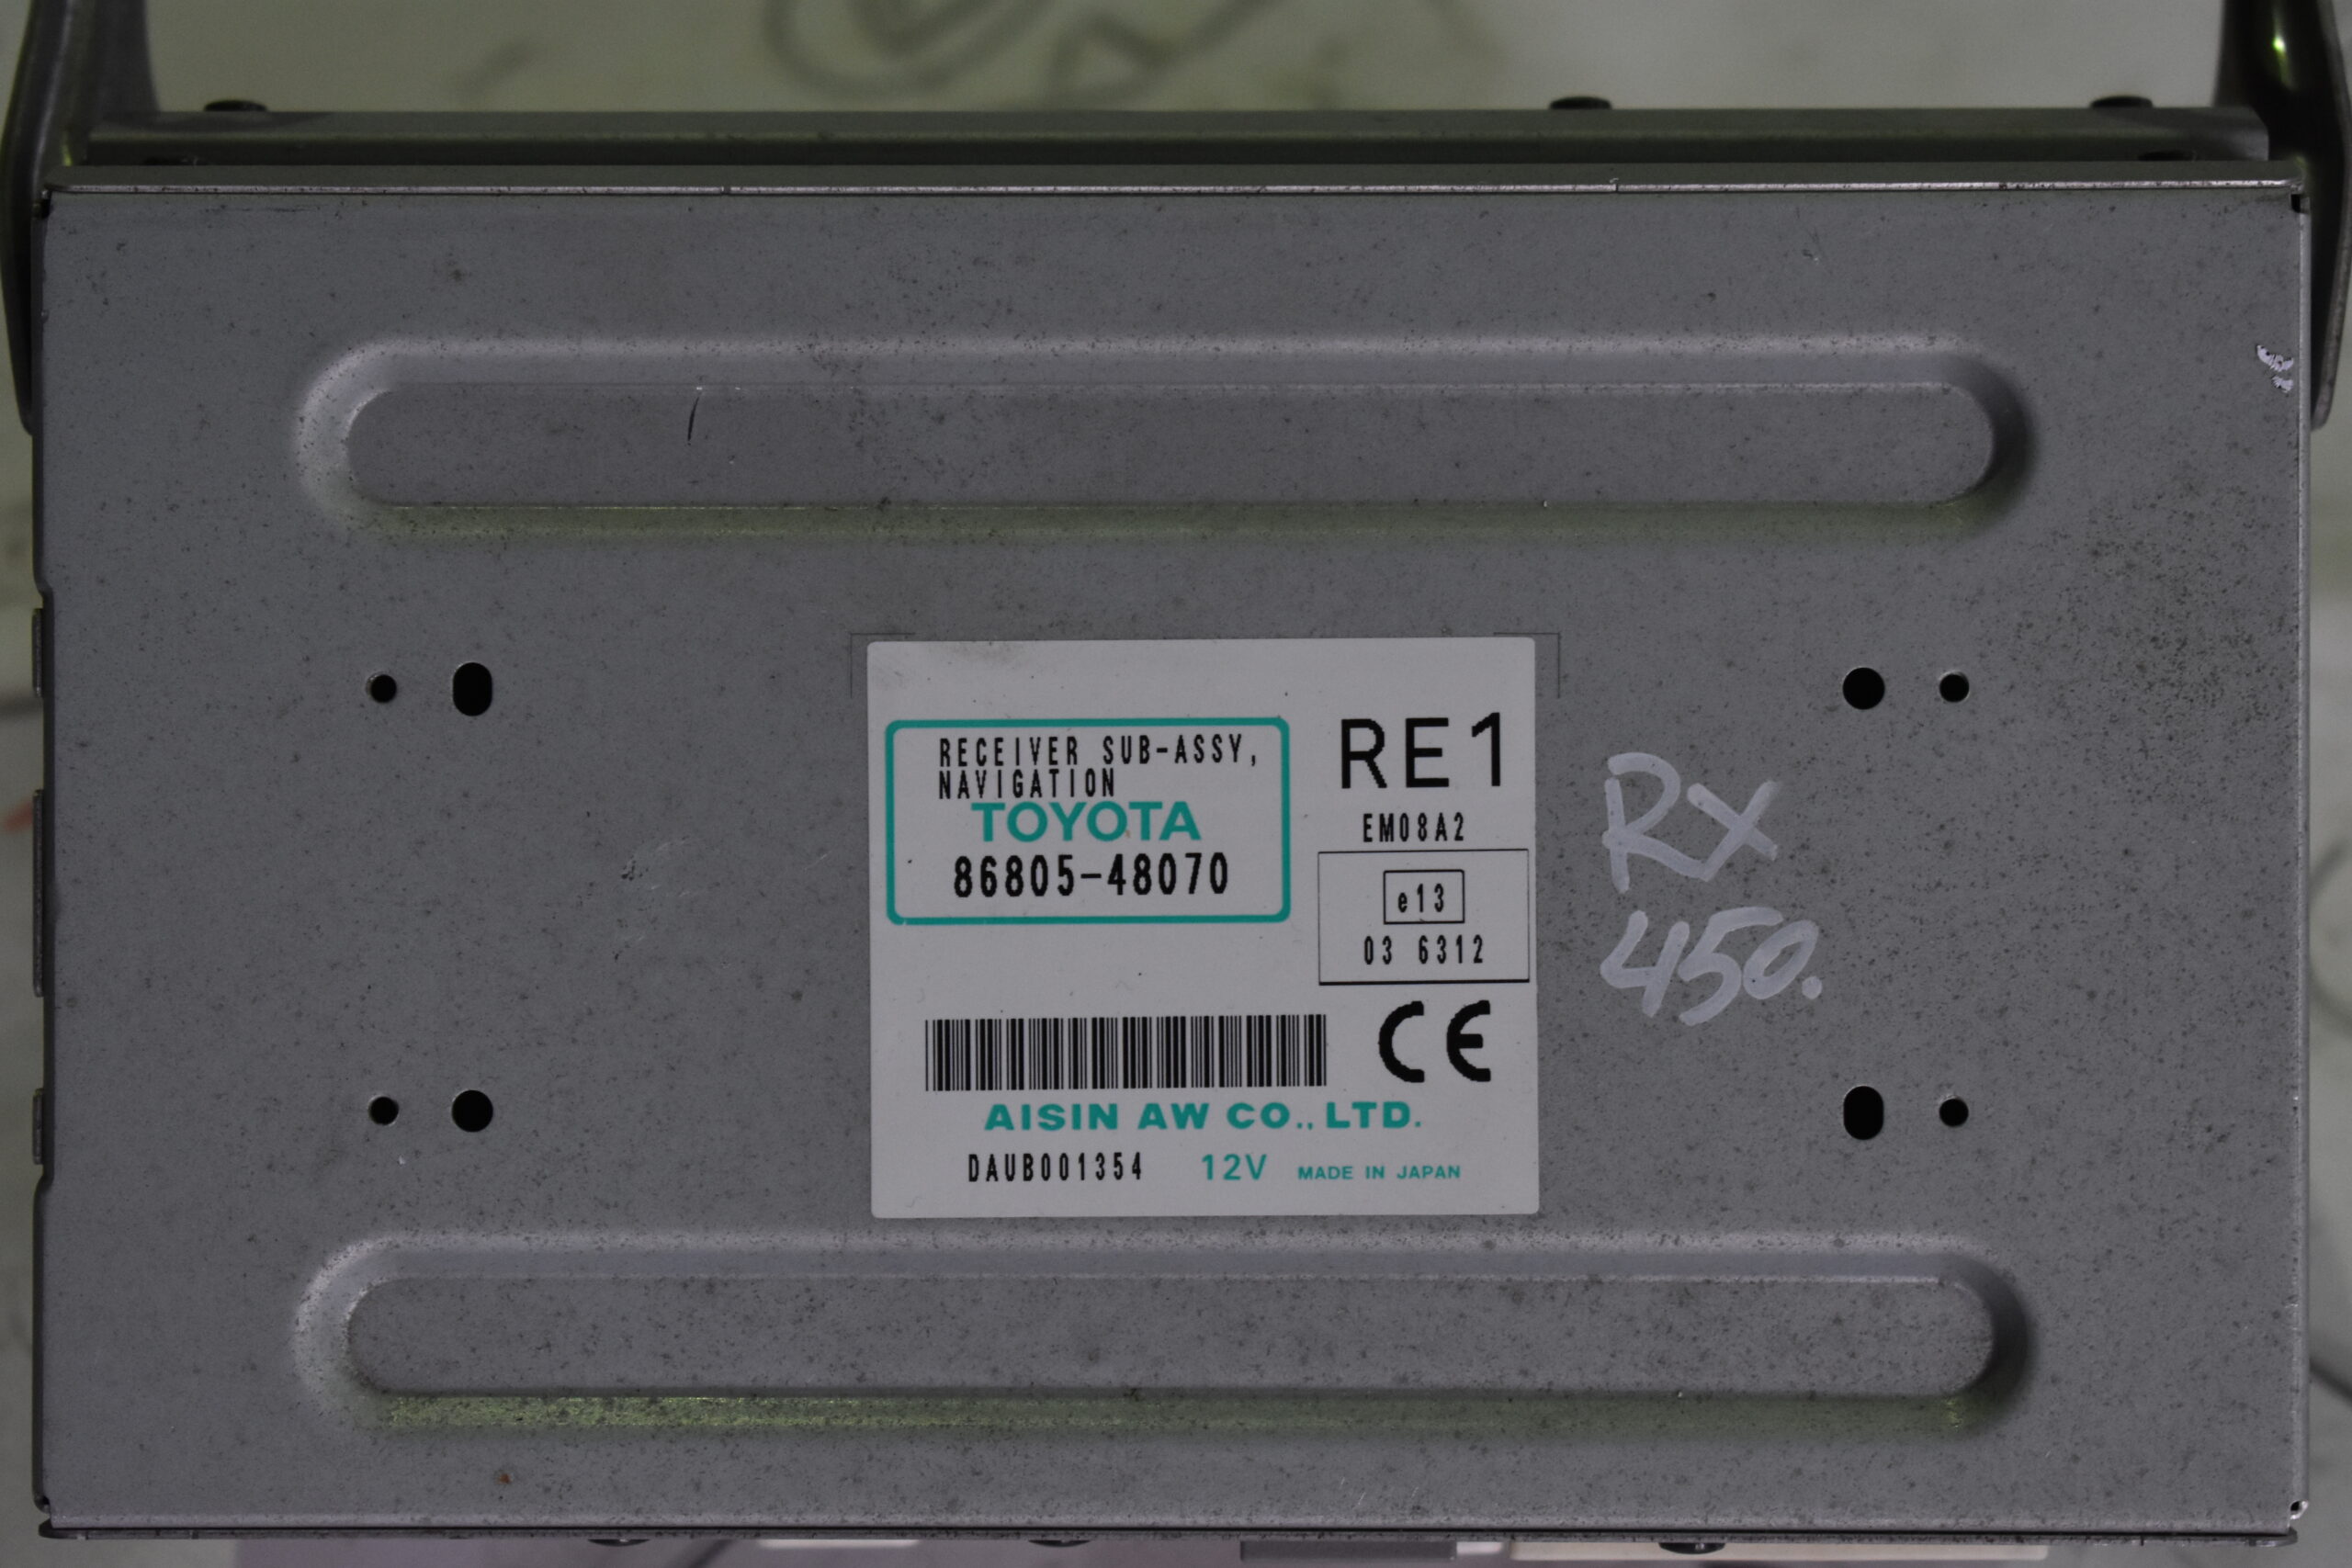 RECEIVER SUB-ASSY,
NAVIGATION
TOYOTA
86805-48070
RE1
EM08A2
e13
03 6312
CE
AISIN AW CO., LTD.
DAUB001354 12V MADE IN JAPAN
RX
450.